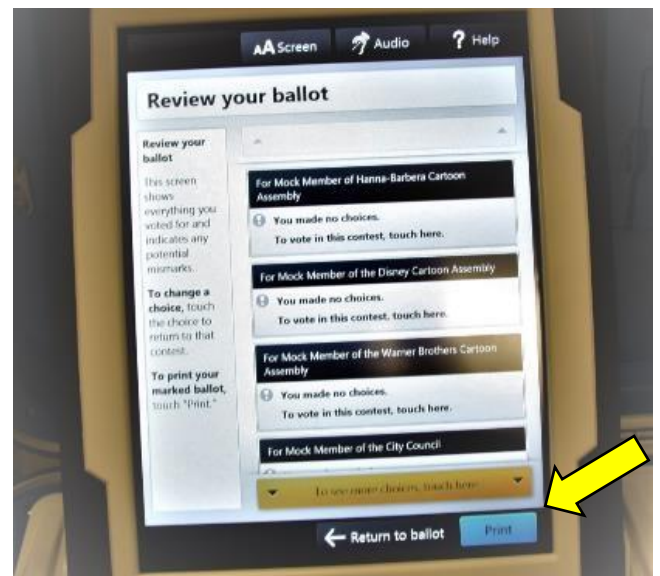 AA Screen
Audio
? Help
Review your ballot
Review your
ballot
This screen
shows
everything you
voted for and
indicates any
potential
mismarks.
To change a
choice, touch
the choice to
return to that
contest.
To print your
marked ballot,
touch "Print."
For Mock Member of Hanna-Barbera Cartoon
Assembly
You made no choices.
To vote in this contest, touch here.
For Mock Member of the Disney Cartoon Assembly
You made no choices.
To vote in this contest, touch here.
For Mock Member of the Warner Brothers Cartoon
Assembly
You made no choices.
To vote in this contest, touch here.
For Mock Member of the City Council
To see more choices, touch here
Return to ballot
Print